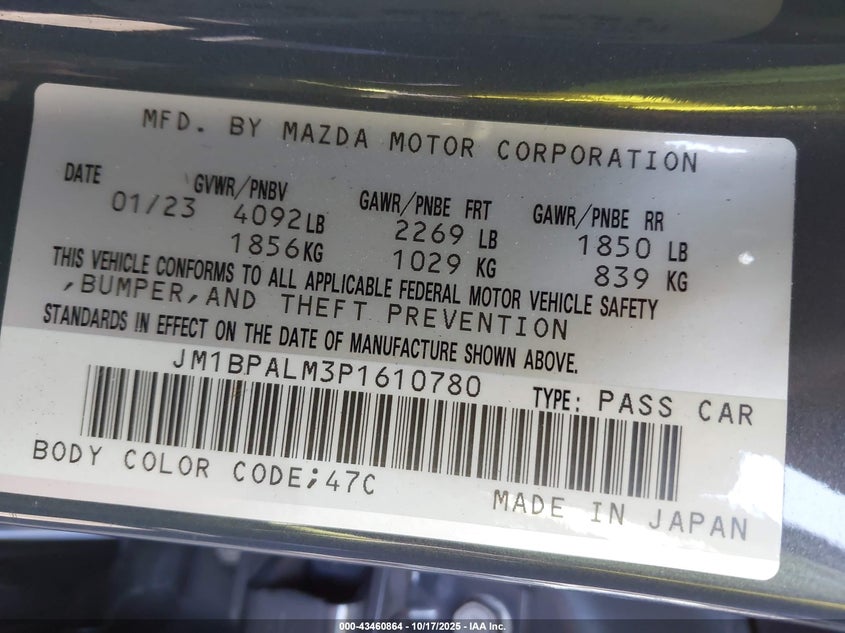 MFD. BY MAZDA MOTOR CORPORATION
DATE GVWR/PNBV GAWR/PNBE FRT GAWR/PNBE RR
01/23 4092LB 2269 LB 1850 LB
1856KG 1029 KG 839 KG
THIS VEHICLE CONFORMS TO ALL APPLICABLE FEDERAL MOTOR VEHICLE SAFETY
,BUMPER,AND THEFT PREVENTION
STANDARDS IN EFFECT ON THE DATE OF MANUFACTURE SHOWN ABOVE.
JM1BPALM3P1610780 TYPE: PASS CAR
BODY COLOR CODE;47C MADE IN JAPAN
000-43460864 - 10/17/2025 - IAA Inc.